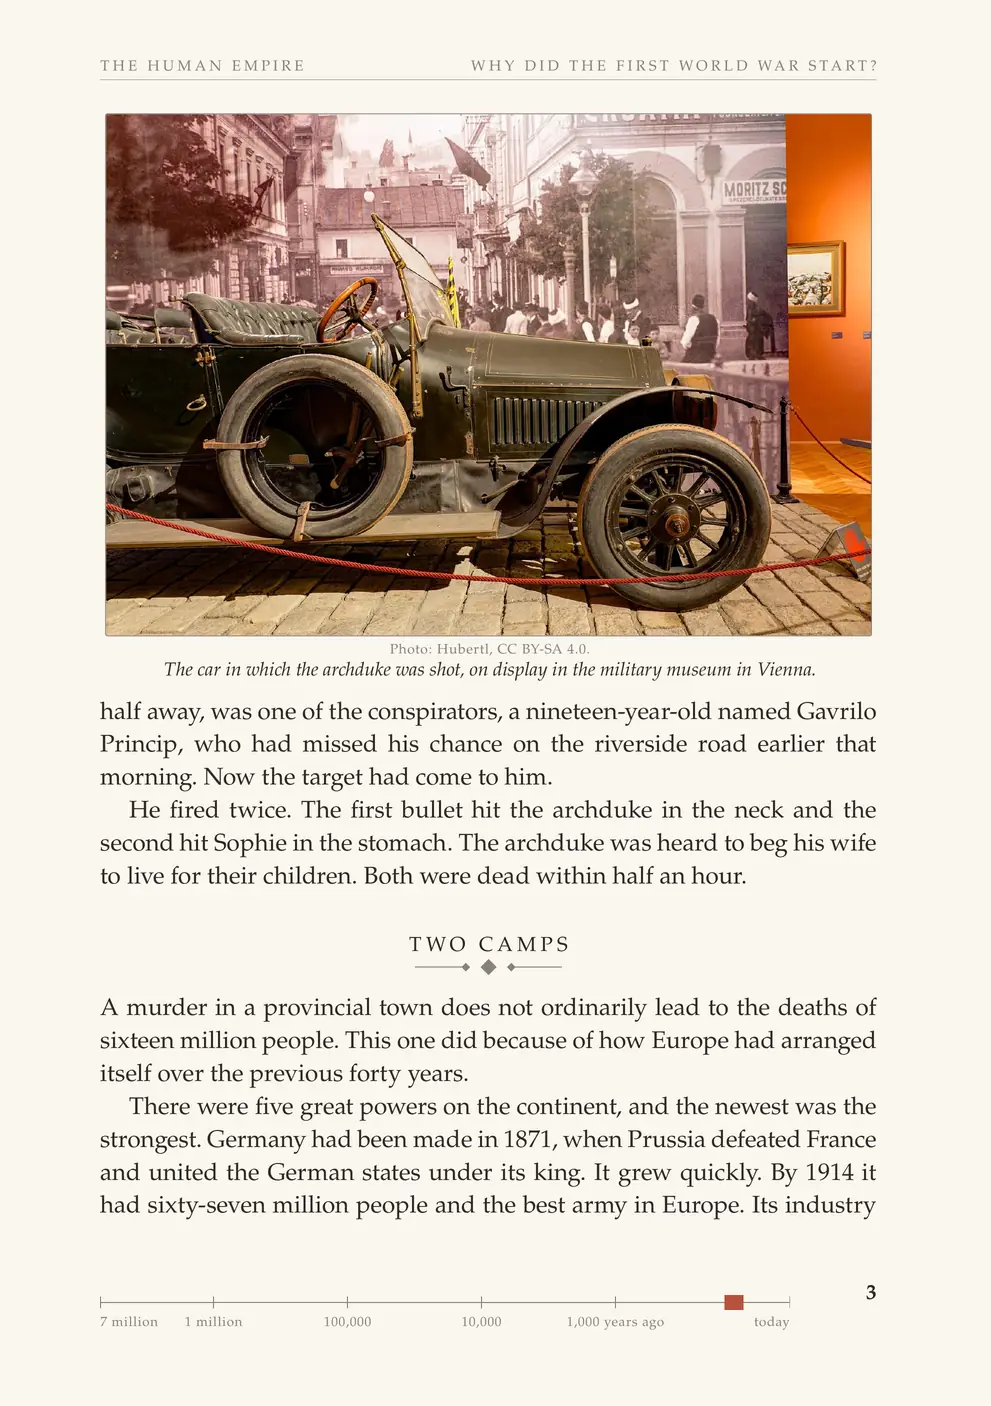 THE HUMAN EMPIRE
WHY DID THE FIRST WORLD WAR START?
MORITZ SC
Photo: Hubertl, CC BY-SA 4.0.
The car in which the archduke was shot, on display in the military museum in Vienna.
half away, was one of the conspirators, a nineteen-year-old named Gavrilo
Princip, who had missed his chance on the riverside road earlier that
morning. Now the target had come to him.
He fired twice. The first bullet hit the archduke in the neck and the
second hit Sophie in the stomach. The archduke was heard to beg his wife
to live for their children. Both were dead within half an hour.
TWO CAMPS
A murder in a provincial town does not ordinarily lead to the deaths of
sixteen million people. This one did because of how Europe had arranged
itself over the previous forty years.
There were five great powers on the continent, and the newest was the
strongest. Germany had been made in 1871, when Prussia defeated France
and united the German states under its king. It grew quickly. By 1914 it
had sixty-seven million people and the best army in Europe. Its industry
3
7 million 1 million 100,000 10,000 1,000 years ago today